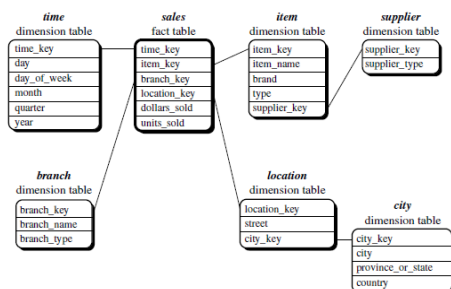 time
dimension table
time_key
day
day_of_week
month
quarter
year
sales
fact table
time_key
item_key
branch_key
location_key
dollars_sold
units_sold
item
dimension table
item_key
item_name
brand
type
supplier_key
supplier
dimension table
supplier_key
supplier_type
branch
dimension table
branch_key
branch_name
branch_type
location
dimension table
location_key
street
city_key
city
dimension table
city_key
city
province_or_state
country